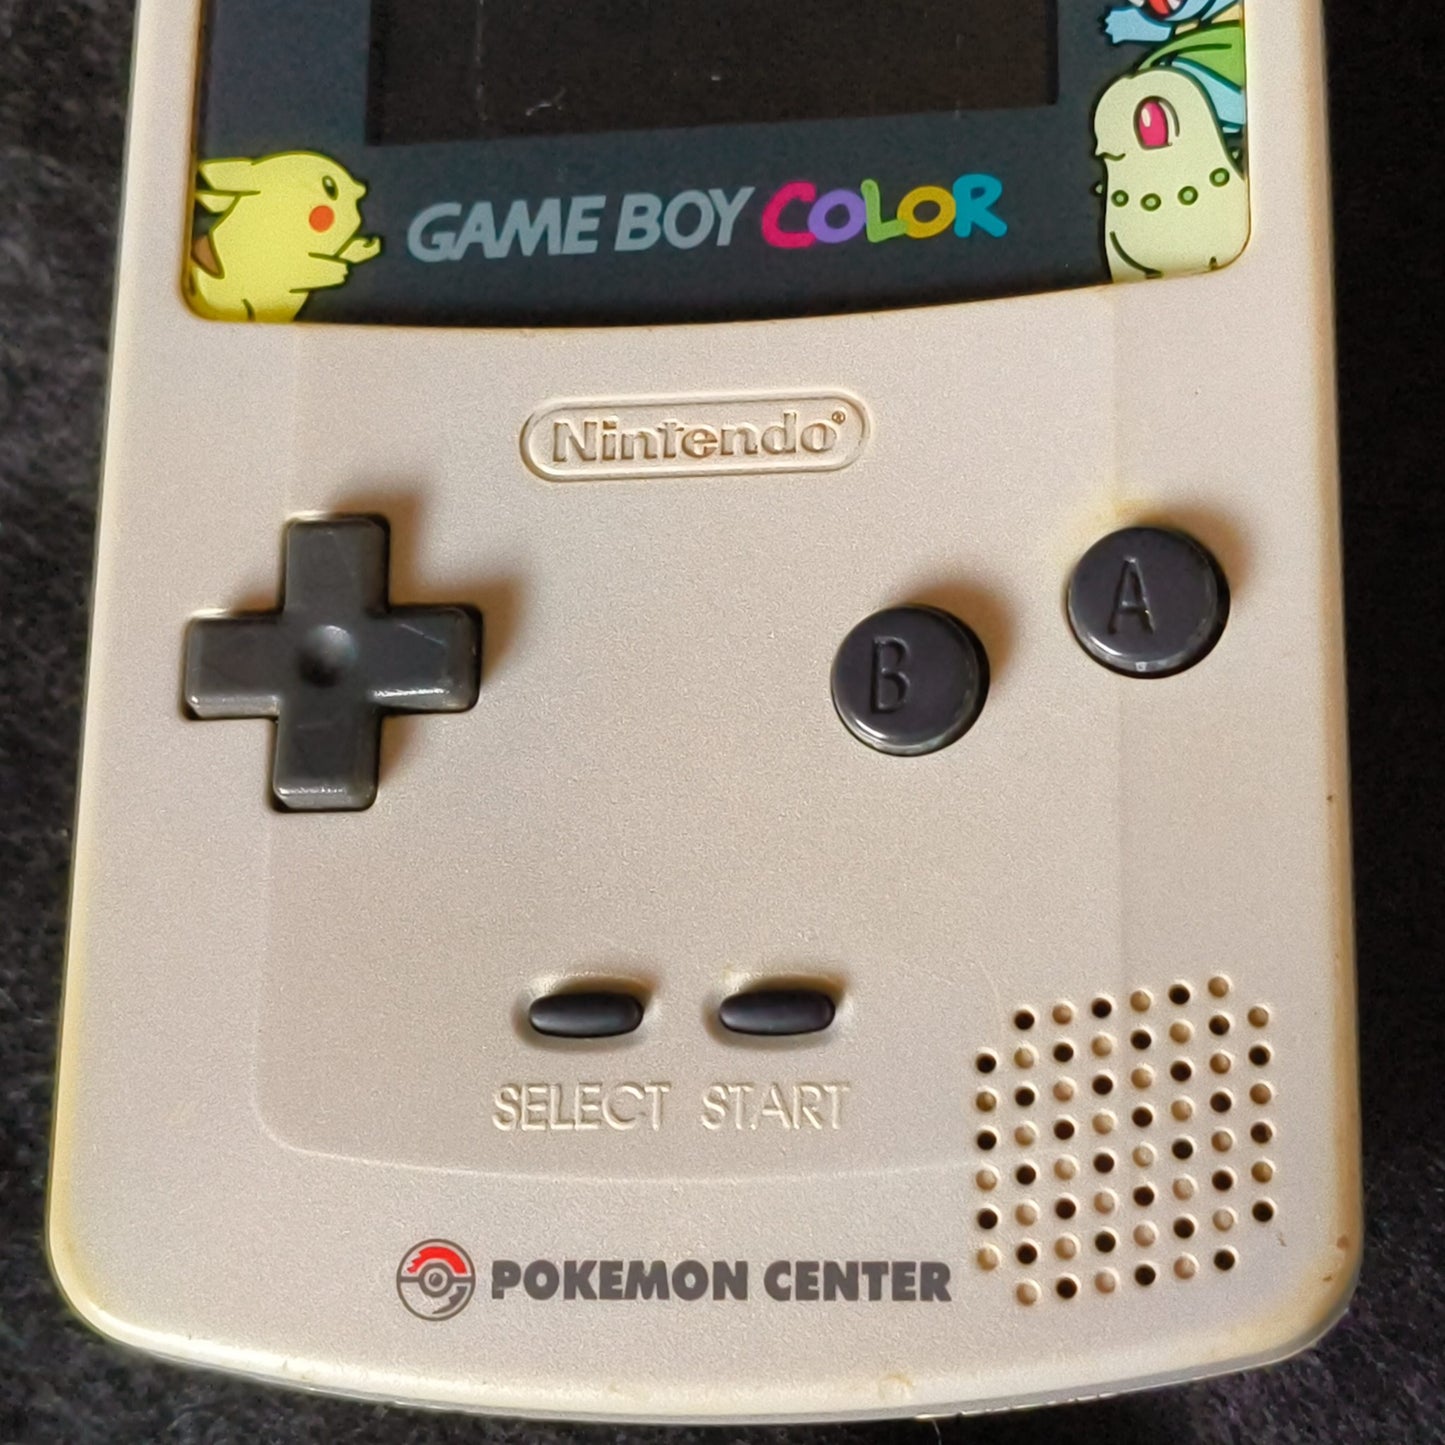 GAME BOY COLOR
Nintendo®
A
B
SELECT START
POKEMON CENTER